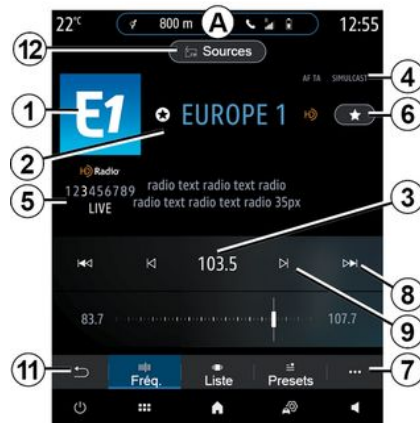 22°C 800 m A 12:55
12 Sources
AF TA SIMULCAST 4
1 E1 EUROPE 1 HD 6
2
HD Radio
5 123456789 radio text radio text radio
LIVE radio text radio text radio 35px
3
103.5
8
9
83.7 107.7
11 Fréq. Liste Presets ... 7